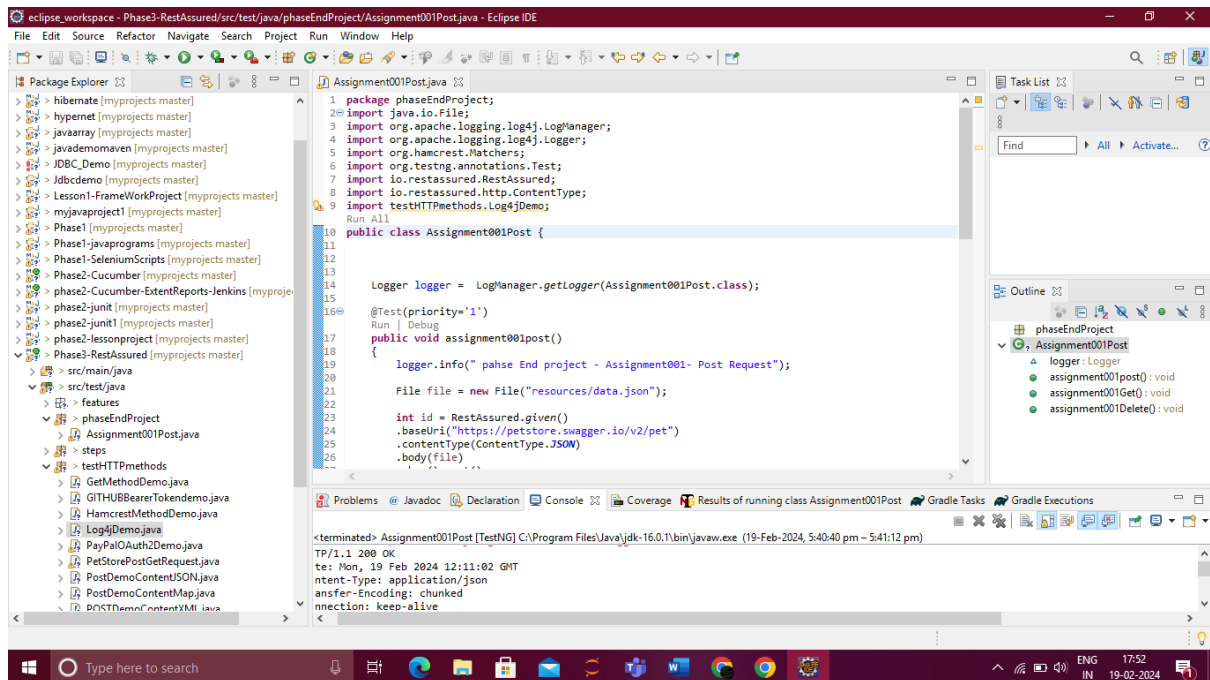 eclipse_workspace - Phase3-RestAssured/src/test/java/phaseEndProject/Assignment001Post.java - Eclipse IDE
File Edit Source Refactor Navigate Search Project Run Window Help
Package Explorer
> hibernate [myprojects master]
> hypernet [myprojects master]
> javaarray [myprojects master]
> javademomaven [myprojects master]
> JDBC_Demo [myprojects master]
> Jdbcdemo [myprojects master]
> Lesson1-FrameWorkProject [myprojects master]
> myjavaproject1 [myprojects master]
> Phase1 [myprojects master]
> Phase1-javaprograms [myprojects master]
> Phase1-SeleniumScripts [myprojects master]
> Phase2-Cucumber [myprojects master]
> phase2-Cucumber-ExtentReports-Jenkins [myproje
> phase2-junit [myprojects master]
> phase2-junit1 [myprojects master]
> phase2-lessonproject [myprojects master]
> Phase3-RestAssured [myprojects master]
> src/main/java
> src/test/java
> features
> phaseEndProject
Assignment001Post.java
> steps
> testHTTPmethods
GetMethodDemo.java
GITHUBBearerTokendemo.java
HamcrestMethodDemo.java
Log4jDemo.java
PayPalOAuth2Demo.java
PetStorePostGetRequest.java
PostDemoContentJSON.java
PostDemoContentMap.java
POSTDemoContentXML.java
Assignment001Post.java
1 package phaseEndProject;
2 import java.io.File;
3 import org.apache.logging.log4j.LogManager;
4 import org.apache.logging.log4j.Logger;
5 import org.hamcrest.Matchers;
6 import org.testng.annotations.Test;
7 import io.restassured.RestAssured;
8 import io.restassured.http.ContentType;
9 import testHTTPmethods.Log4jDemo;
Run All
10 public class Assignment001Post {
11
12
13
14 Logger logger = LogManager.getLogger(Assignment001Post.class);
15
16 @Test(priority='1')
Run | Debug
17 public void assignment001post()
18 {
19 logger.info(" pahse End project - Assignment001- Post Request");
20
21 File file = new File("resources/data.json");
22
23 int id = RestAssured.given()
24 .baseUri("https://petstore.swagger.io/v2/pet")
25 .contentType(ContentType.JSON)
26 .body(file)
Task List
Find All Activate...
Outline
phaseEndProject
Assignment001Post
logger : Logger
assignment001post() : void
assignment001Get() : void
assignment001Delete() : void
Problems Javadoc Declaration Console Coverage Results of running class Assignment001Post Gradle Tasks Gradle Executions
<terminated> Assignment001Post [TestNG] C:\Program Files\Java\jdk-16.0.1\bin\javaw.exe (19-Feb-2024, 5:40:40 pm – 5:41:12 pm)
TP/1.1 200 OK
te: Mon, 19 Feb 2024 12:11:02 GMT
ntent-Type: application/json
ansfer-Encoding: chunked
nnection: keep-alive
Type here to search
ENG
IN
17:52
19-02-2024
1